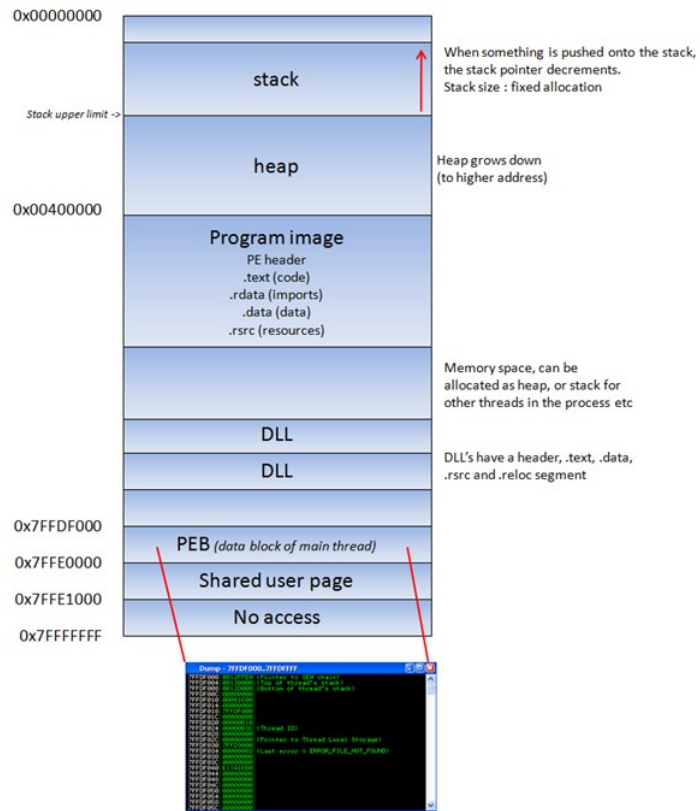 0x00000000
stack
When something is pushed onto the stack,
the stack pointer decrements.
Stack size : fixed allocation
Stack upper limit ->
heap
Heap grows down
(to higher address)
0x00400000
Program image
PE header
.text (code)
.rdata (imports)
.data (data)
.rsrc (resources)
Memory space, can be
allocated as heap, or stack for
other threads in the process etc
DLL
DLL
DLL's have a header, .text, .data,
.rsrc and .reloc segment
0x7FFDF000
PEB (data block of main thread)
0x7FFE0000
Shared user page
0x7FFE1000
No access
0x7FFFFFFF
Dump - 7FFDF000..7FFDFFFF
(Pointer to SEH chain)
(Top of thread's stack)
(Bottom of thread's stack)
(Thread ID)
(Pointer to Thread Local Storage)
(Last error = ERROR_FILE_NOT_FOUND)